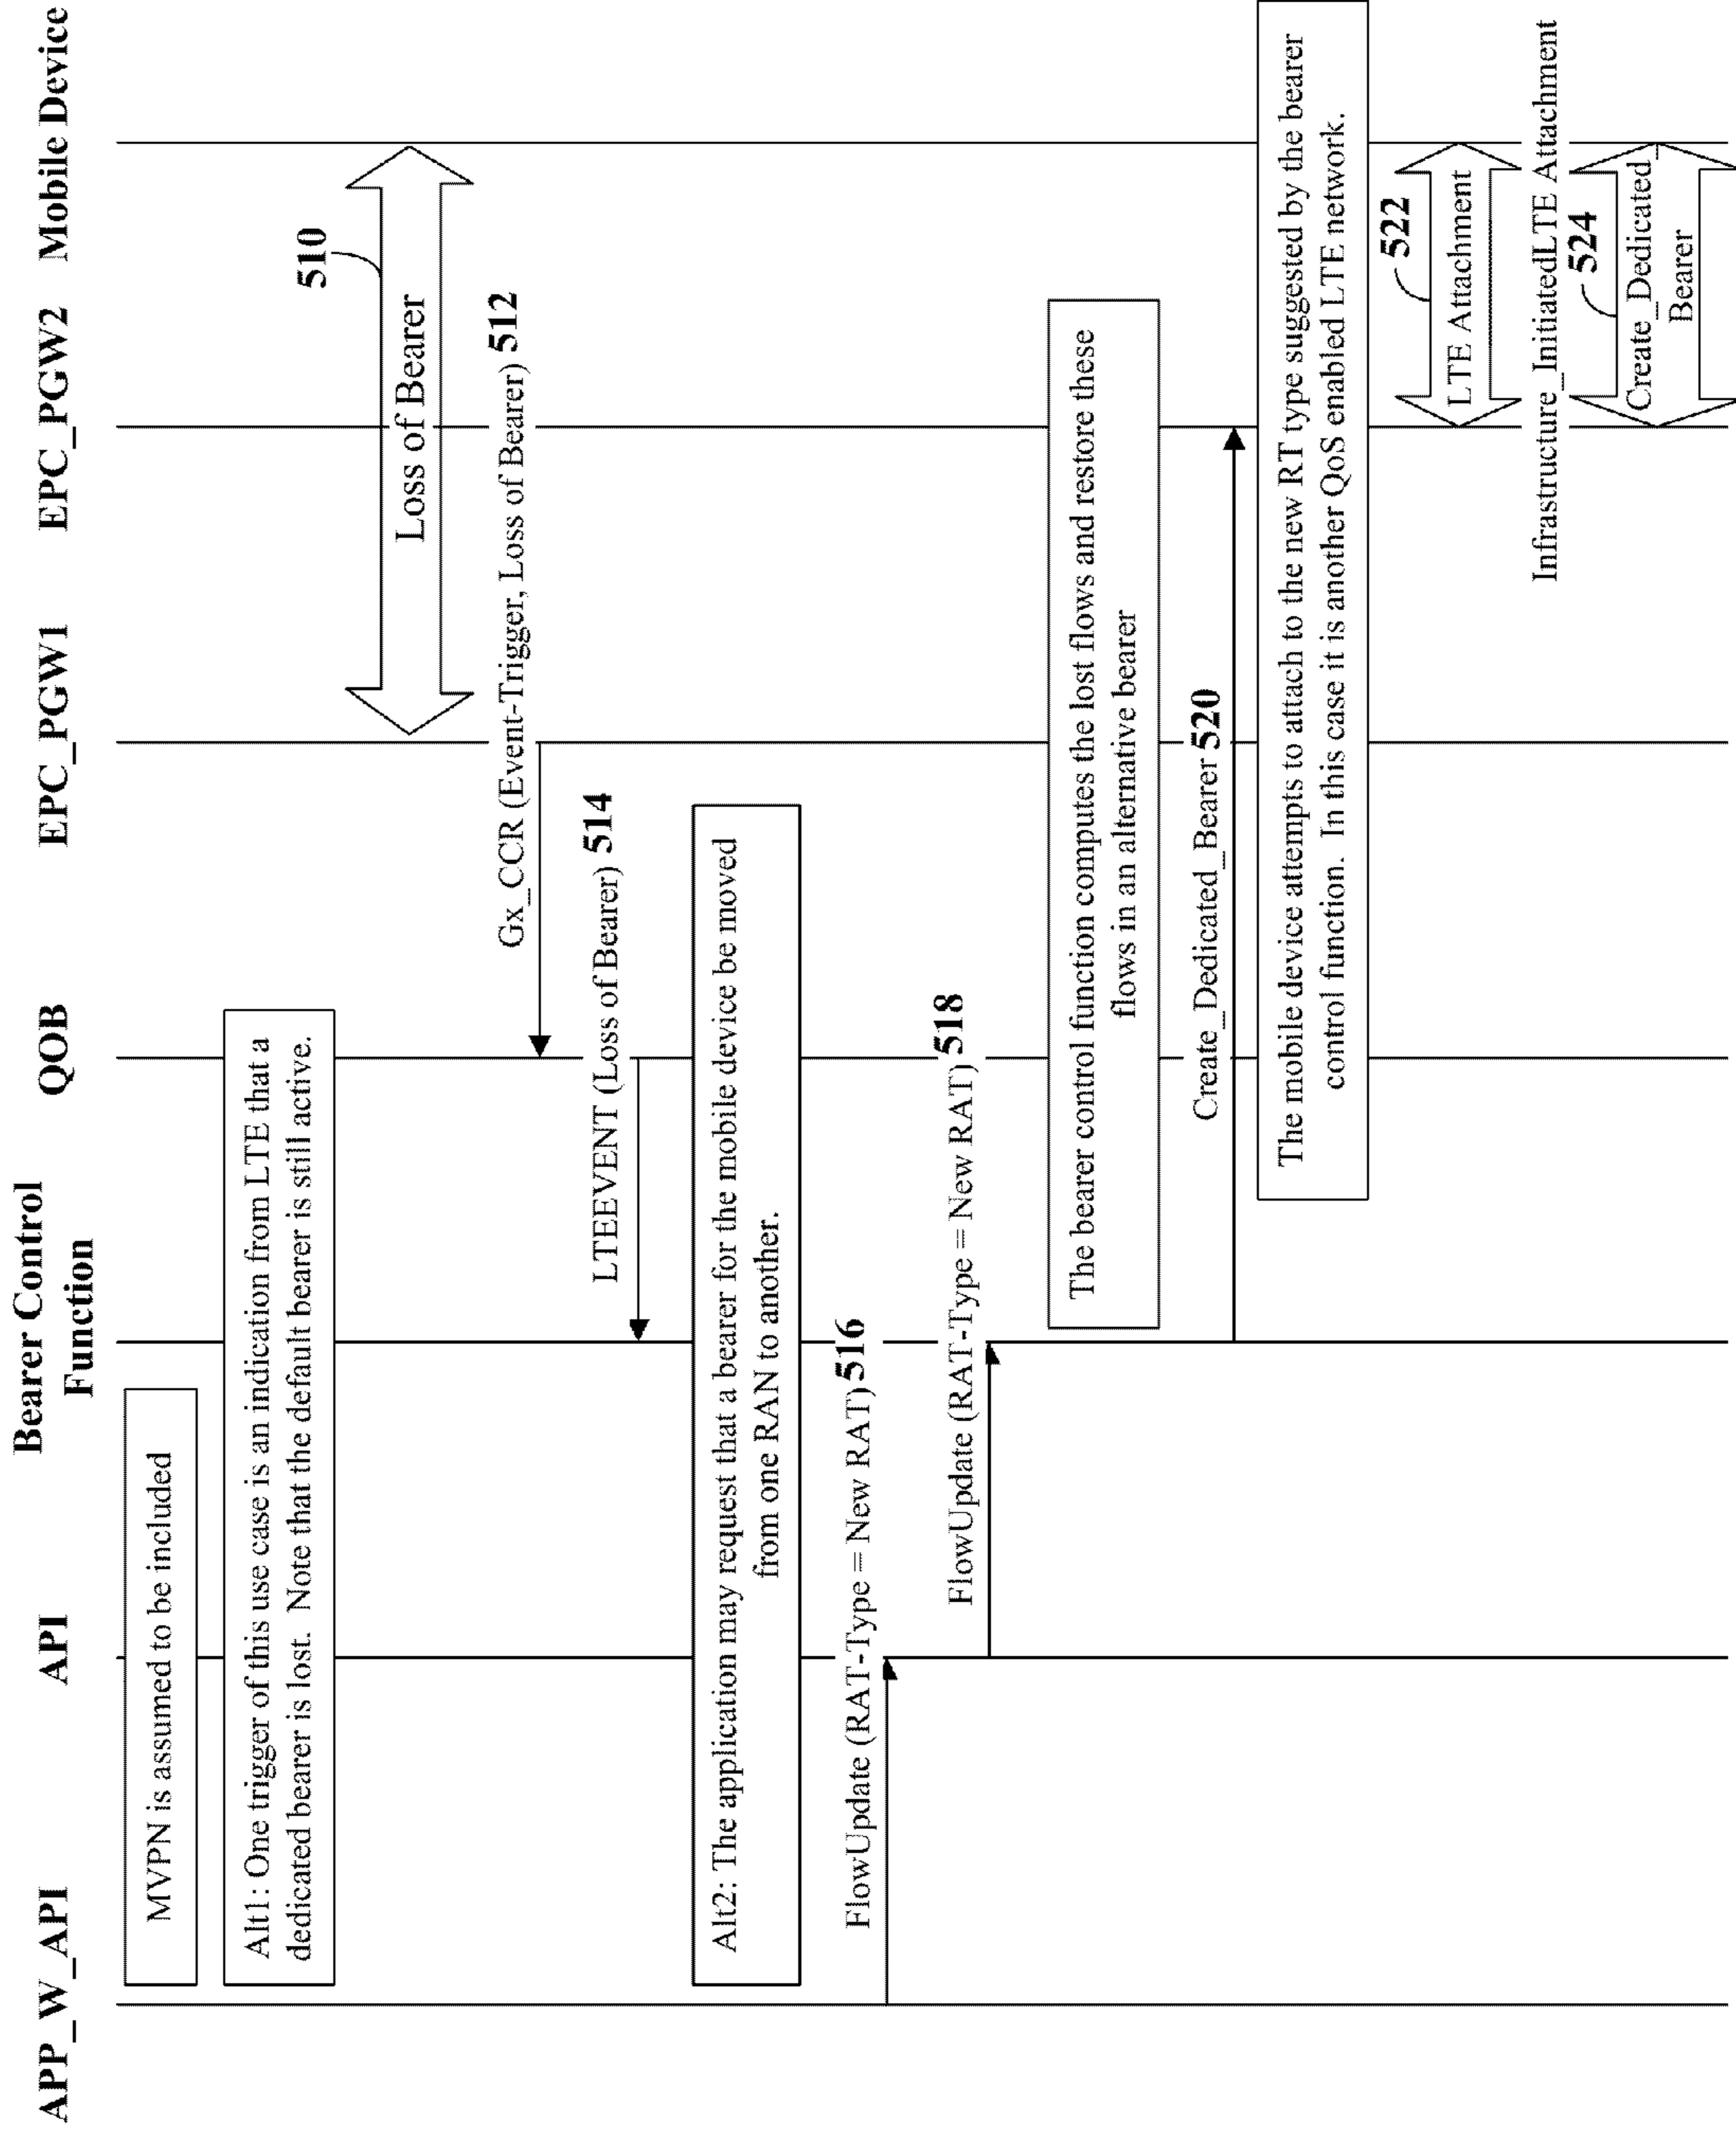 APP_W_API
API
Bearer Control
Function
QOB
EPC_PGW1
EPC_PGW2
Mobile Device
MVPN is assumed to be included
Alt1: One trigger of this use case is an indication from LTE that a
dedicated bearer is lost. Note that the default bearer is still active.
510
Loss of Bearer
Gx_CCR (Event-Trigger, Loss of Bearer) 512
LTEEVENT (Loss of Bearer) 514
Alt2: The application may request that a bearer for the mobile device be moved
from one RAN to another.
FlowUpdate (RAT-Type = New RAT) 516
FlowUpdate (RAT-Type = New RAT) 518
The bearer control function computes the lost flows and restore these
flows in an alternative bearer
Create_Dedicated_Bearer 520
The mobile device attempts to attach to the new RT type suggested by the bearer
control function. In this case it is another QoS enabled LTE network.
522
LTE Attachment
Infrastructure_InitiatedLTE Attachment
524
Create_Dedicated
Bearer